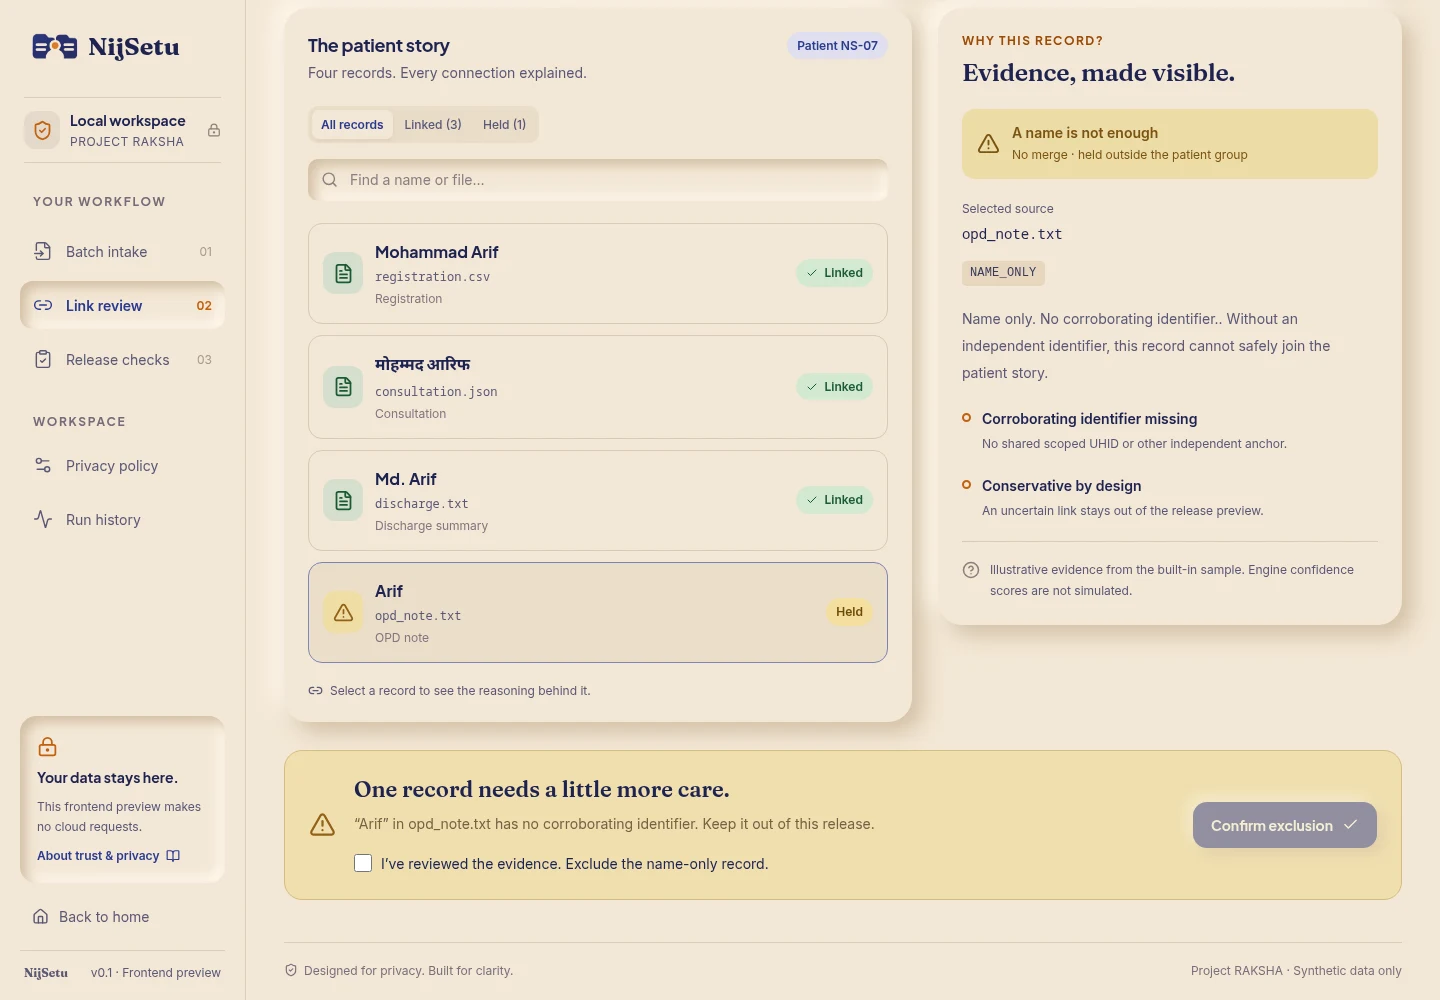 NijSetu
Local workspace
PROJECT RAKSHA
YOUR WORKFLOW
Batch intake 01
Link review 02
Release checks 03
WORKSPACE
Privacy policy
Run history
Your data stays here.
This frontend preview makes
no cloud requests.
About trust & privacy
Back to home
NijSetu v0.1 · Frontend preview
The patient story
Patient NS-07
Four records. Every connection explained.
All records Linked (3) Held (1)
Find a name or file...
Mohammad Arif
registration.csv
Registration
Linked
मोहम्मद आरिफ
consultation.json
Consultation
Linked
Md. Arif
discharge.txt
Discharge summary
Linked
Arif
opd_note.txt
OPD note
Held
Select a record to see the reasoning behind it.
WHY THIS RECORD?
Evidence, made visible.
A name is not enough
No merge · held outside the patient group
Selected source
opd_note.txt
NAME_ONLY
Name only. No corroborating identifier.. Without an
independent identifier, this record cannot safely join the
patient story.
Corroborating identifier missing
No shared scoped UHID or other independent anchor.
Conservative by design
An uncertain link stays out of the release preview.
Illustrative evidence from the built-in sample. Engine confidence
scores are not simulated.
One record needs a little more care.
“Arif” in opd_note.txt has no corroborating identifier. Keep it out of this release.
I’ve reviewed the evidence. Exclude the name-only record.
Confirm exclusion
Designed for privacy. Built for clarity.
Project RAKSHA · Synthetic data only